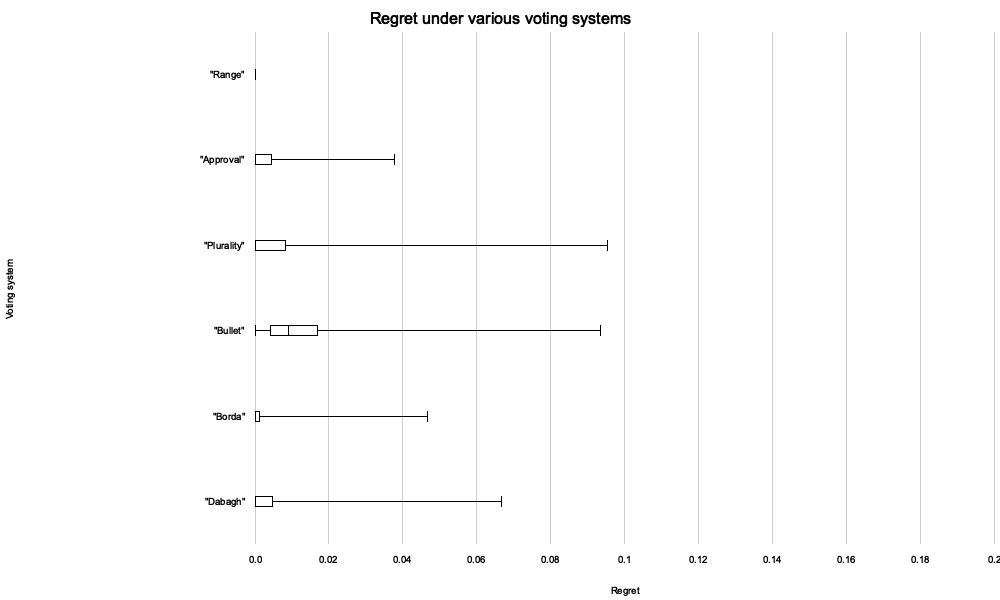 Regret under various voting systems
"Range"
"Approval"
"Plurality"
Voting system
"Bullet"
"Borda"
"Dabagh"
0.0 0.02 0.04 0.06 0.08 0.1 0.12 0.14 0.16 0.18 0.2
Regret